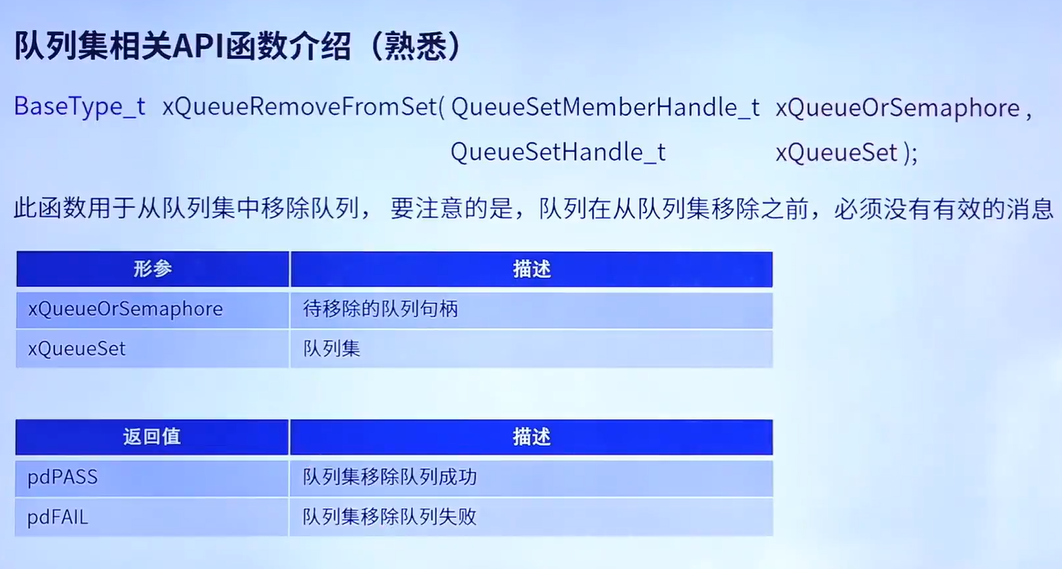 队列集相关API函数介绍（熟悉）
BaseType_t xQueueRemoveFromSet( QueueSetMemberHandle_t xQueueOrSemaphore ,
QueueSetHandle_t xQueueSet );
此函数用于从队列集中移除队列， 要注意的是，队列在从队列集移除之前，必须没有有效的消息
形参 描述
xQueueOrSemaphore 待移除的队列句柄
xQueueSet 队列集
返回值 描述
pdPASS 队列集移除队列成功
pdFAIL 队列集移除队列失败